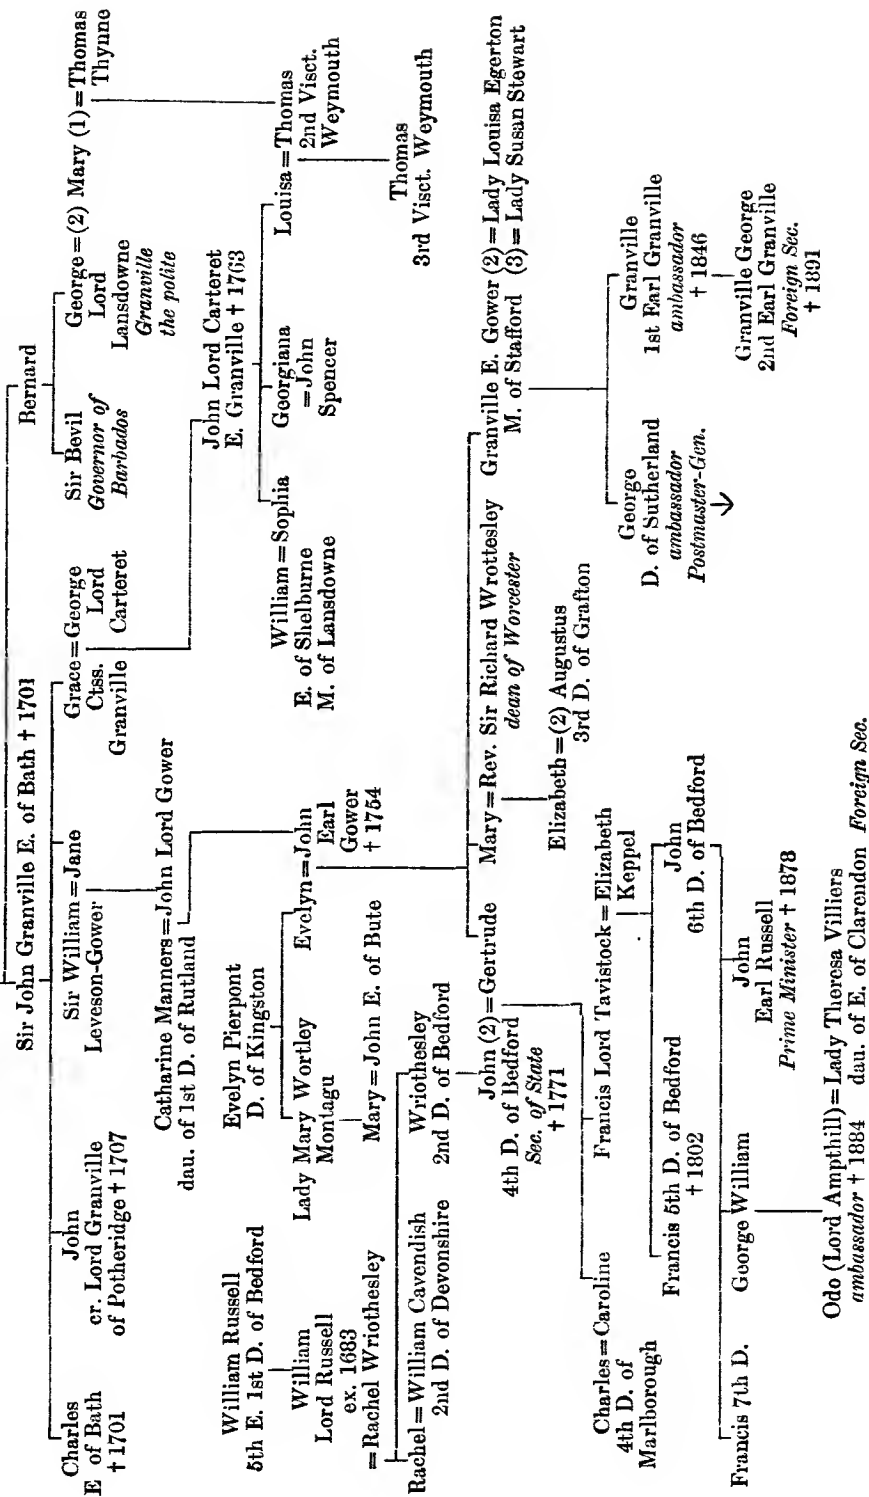 Sir John Granville E. of Bath † 1701
Bernard
Charles
E of Bath
† 1701
John
cr. Lord Granville
of Potheridge † 1707
Sir William = Jane
Leveson-Gower
Grace = George
Ctss. Lord
Granville Carteret
Sir Bevil
Governor of
Barbados
George = (2) Mary (1) = Thomas
Lord Thynne
Lansdowne
Granville
the polite
Catharine Manners = John Lord Gower
dau. of 1st D. of Rutland
John Lord Carteret
E. Granville † 1763
William Russell
5th E. 1st D. of Bedford
Evelyn Pierpont
D. of Kingston
William = Sophia
E. of Shelburne
M. of Lansdowne
Georgiana
= John
Spencer
Louisa = Thomas
2nd Visct.
Weymouth
William
Lord Russell
ex. 1683
= Rachel Wriothesley
Lady Mary Wortley
Montagu
Evelyn = John
Earl
Gower
† 1754
Mary = John E. of Bute
Thomas
3rd Visct. Weymouth
Rachel = William Cavendish
2nd D. of Devonshire
Wriothesley
2nd D. of Bedford
John (2) = Gertrude
4th D. of Bedford
Sec. of State
† 1771
Mary = Rev. Sir Richard Wrottesley
dean of Worcester
Granville E. Gower (2) = Lady Louisa Egerton
M. of Stafford (3) = Lady Susan Stewart
Elizabeth = (2) Augustus
3rd D. of Grafton
Charles = Caroline
4th D. of
Marlborough
Francis Lord Tavistock = Elizabeth
Keppel
George
D. of Sutherland
ambassador
Postmaster-Gen.
Granville
1st Earl Granville
ambassador
† 1846
Francis 5th D. of Bedford
† 1802
John
6th D. of Bedford
Granville George
2nd Earl Granville
Foreign Sec.
† 1891
Francis 7th D.
George William
John
Earl Russell
Prime Minister † 1878
Odo (Lord Ampthill) = Lady Theresa Villiers
ambassador † 1884 dau. of E. of Clarendon Foreign Sec.